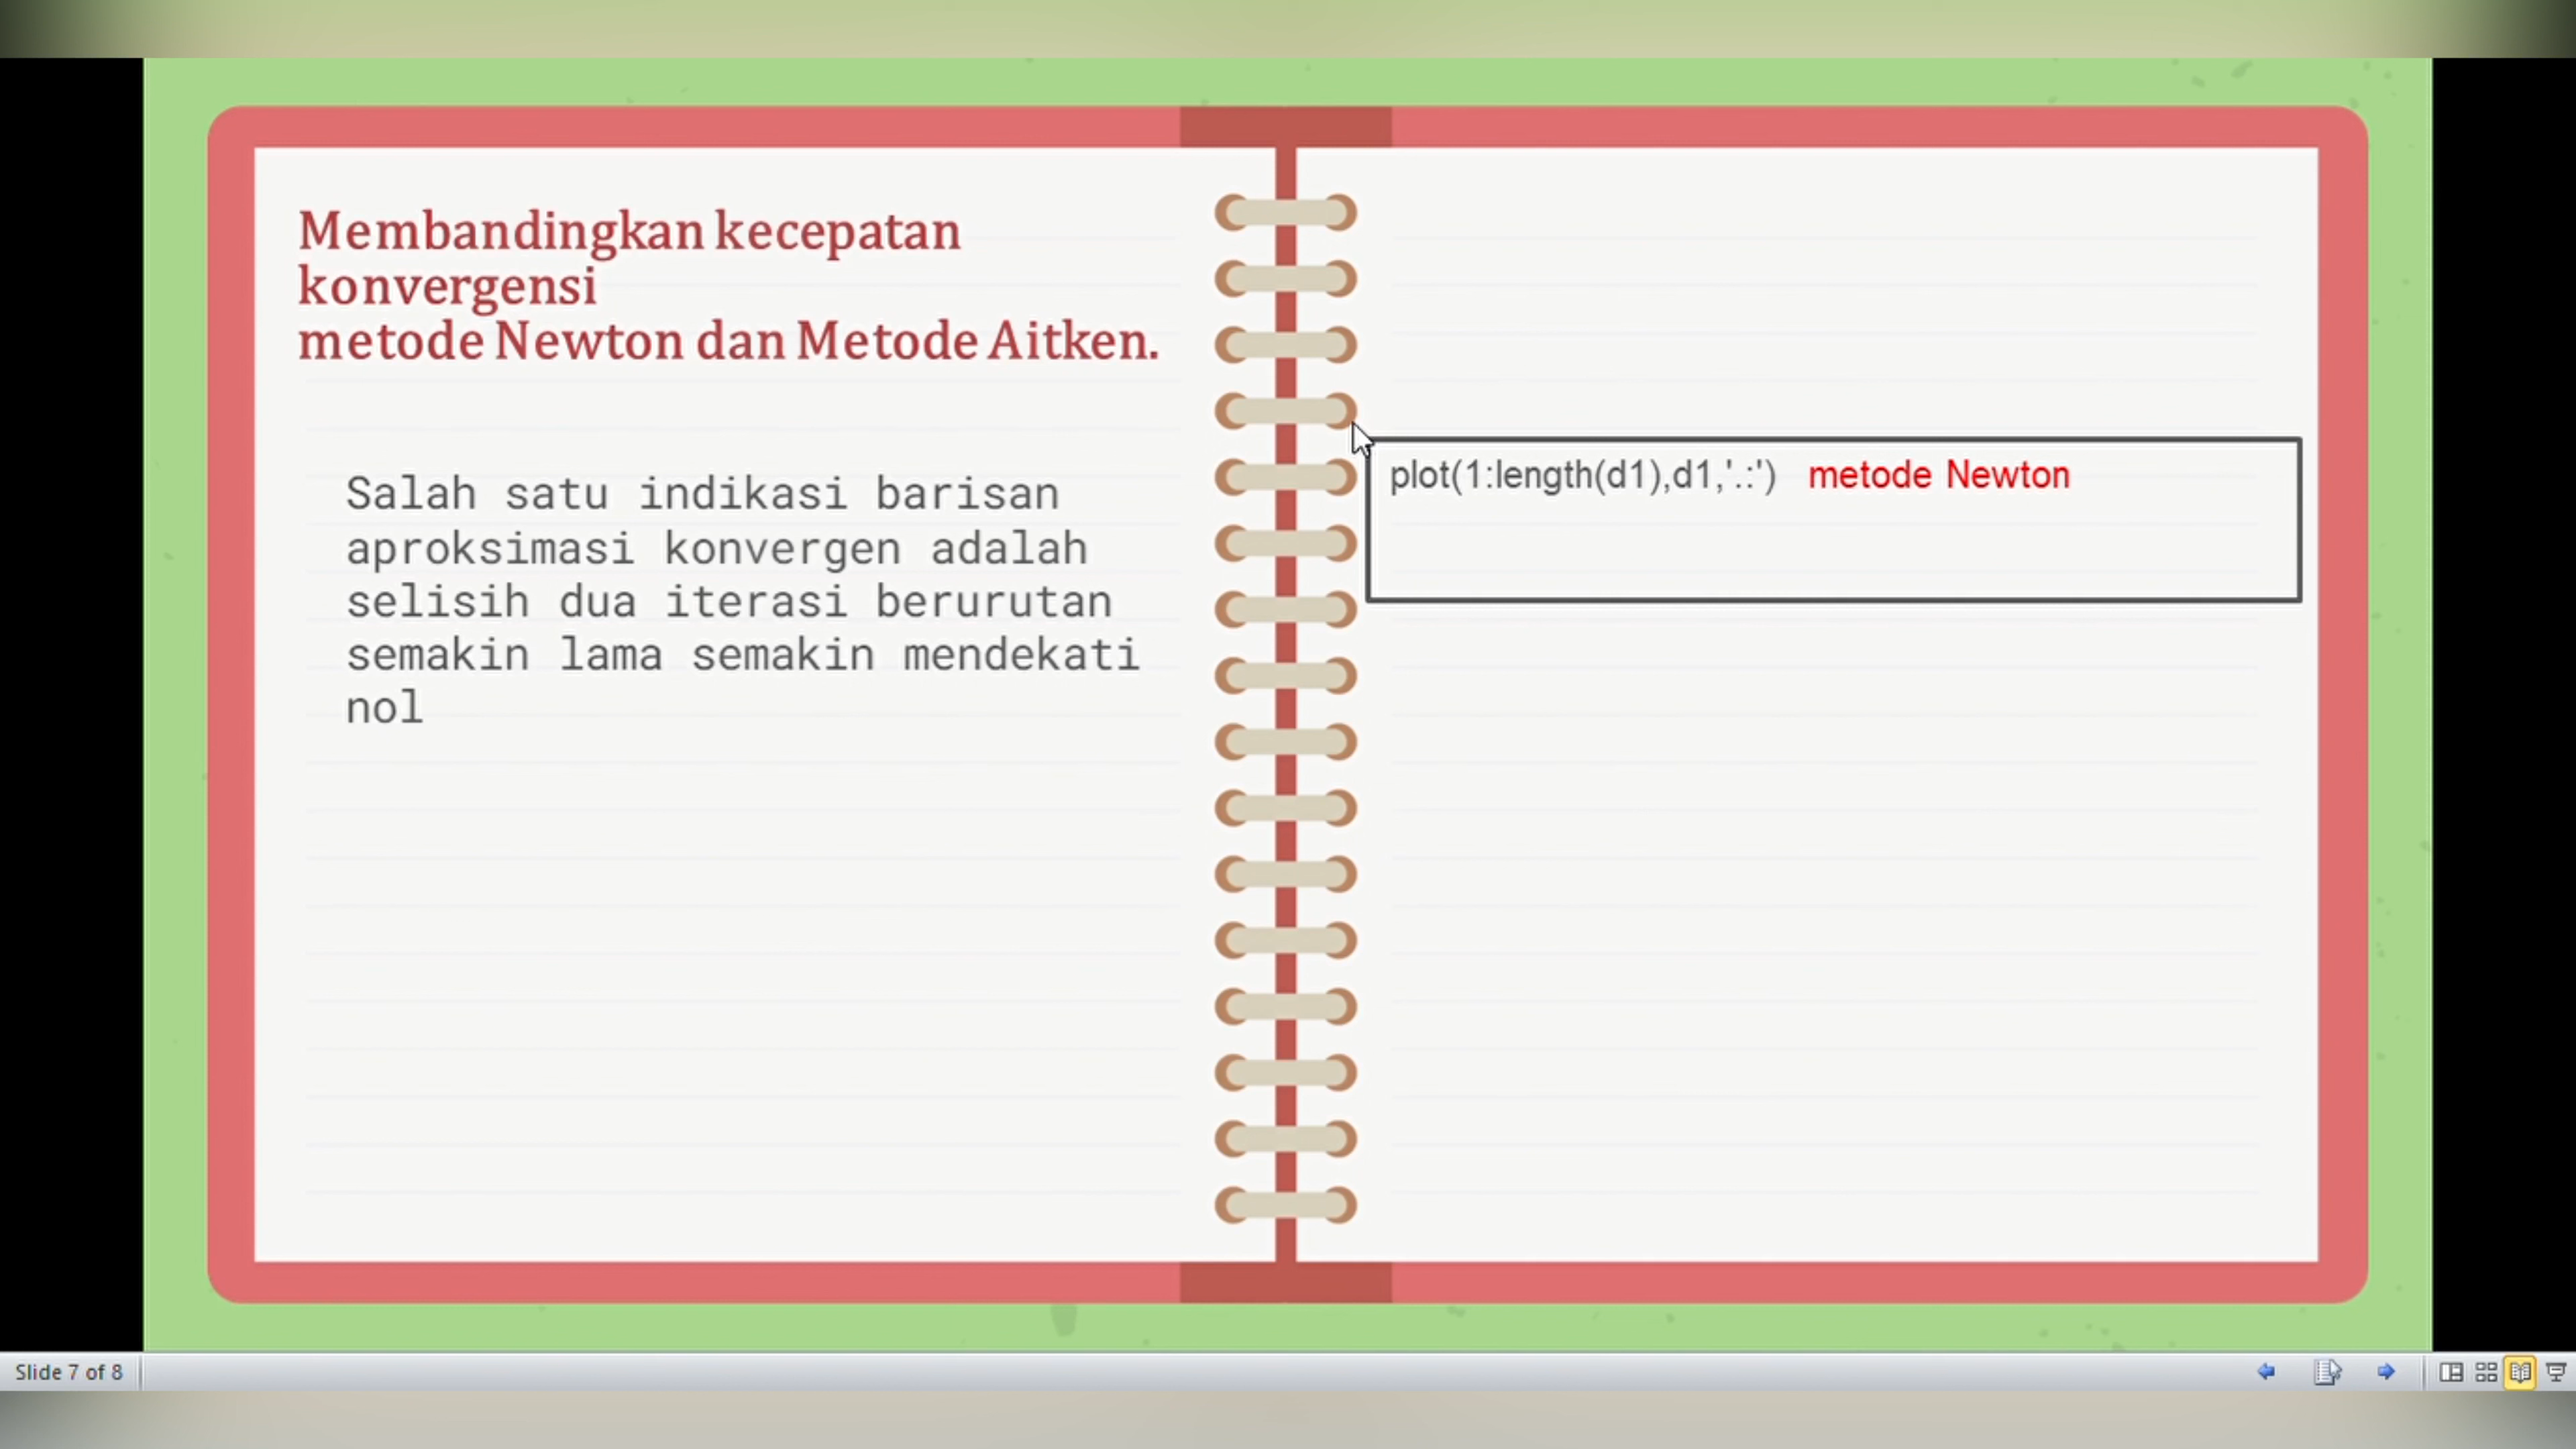 Membandingkan kecepatan
konvergensi
metode Newton dan Metode Aitken.
Salah satu indikasi barisan
aproksimasi konvergen adalah
selisih dua iterasi berurutan
semakin lama semakin mendekati
nol
plot(1:length(d1),d1,'.:') metode Newton
Slide 7 of 8